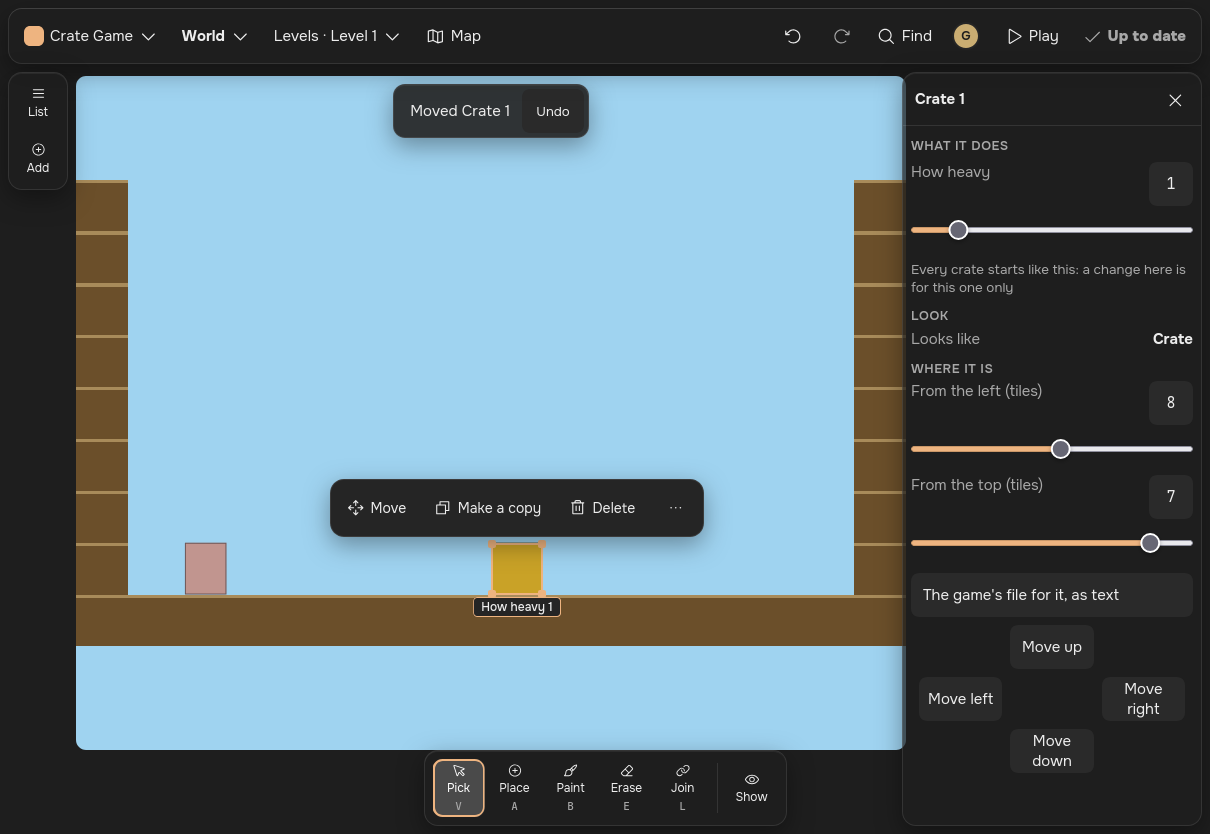 Crate Game
World
Levels · Level 1
Map
Find
G
Play
Up to date
List
Add
Moved Crate 1
Undo
Crate 1
WHAT IT DOES
How heavy
1
Every crate starts like this: a change here is
for this one only
LOOK
Looks like
Crate
WHERE IT IS
From the left (tiles)
8
From the top (tiles)
7
The game's file for it, as text
Move up
Move left
Move
right
Move
down
Move
Make a copy
Delete
...
How heavy 1
Pick
V
Place
A
Paint
B
Erase
E
Join
L
Show